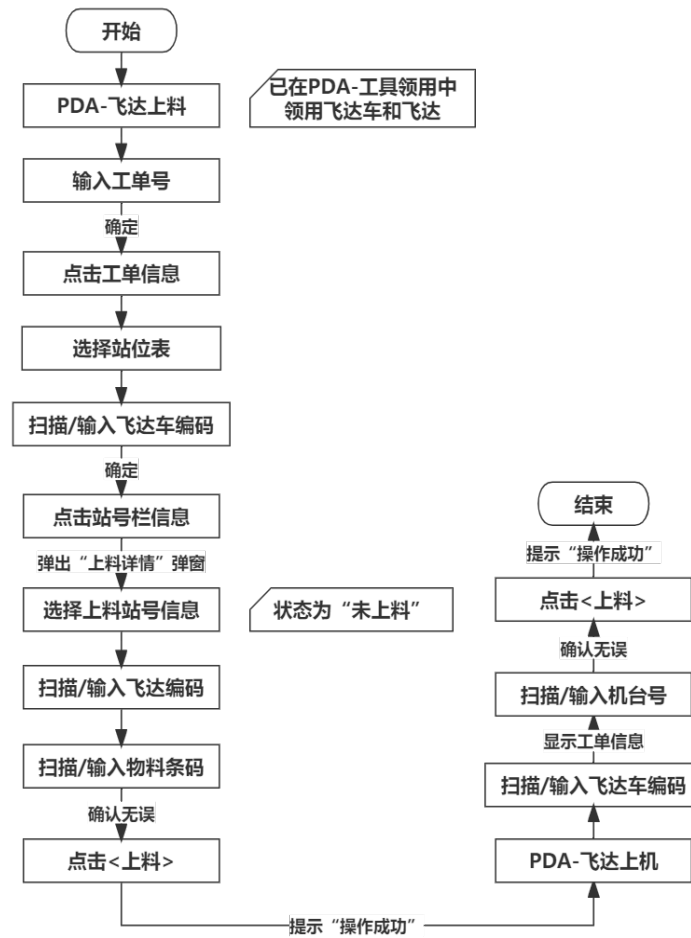 开始
PDA-飞达上料
已在PDA-工具领用中
领用飞达车和飞达
输入工单号
确定
点击工单信息
选择站位表
扫描/输入飞达车编码
确定
点击站号栏信息
弹出“上料详情”弹窗
选择上料站号信息
状态为“未上料”
扫描/输入飞达编码
扫描/输入物料条码
确认无误
点击<上料>
提示“操作成功”
PDA-飞达上机
扫描/输入飞达车编码
显示工单信息
扫描/输入机台号
确认无误
点击<上料>
提示“操作成功”
结束